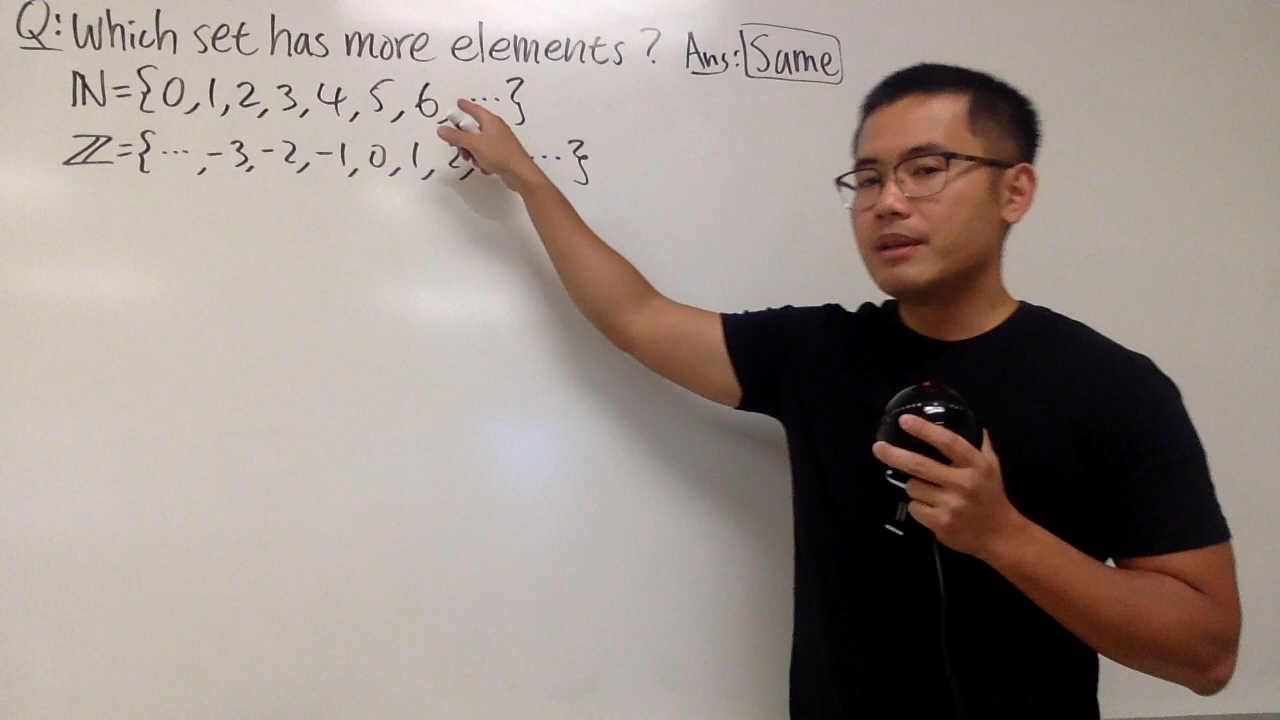 Q: Which set has more elements? Ans: Same
ℕ={0,1,2,3,4,5,6,...}
ℤ={...,-3,-2,-1,0,1,2, ...}